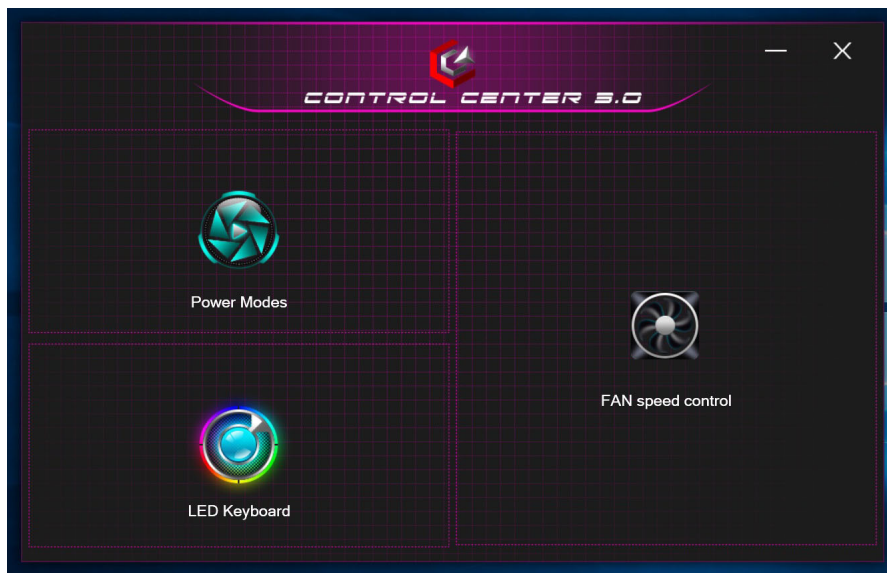 CONTROL CENTER 3.0
Power Modes
FAN speed control
LED Keyboard